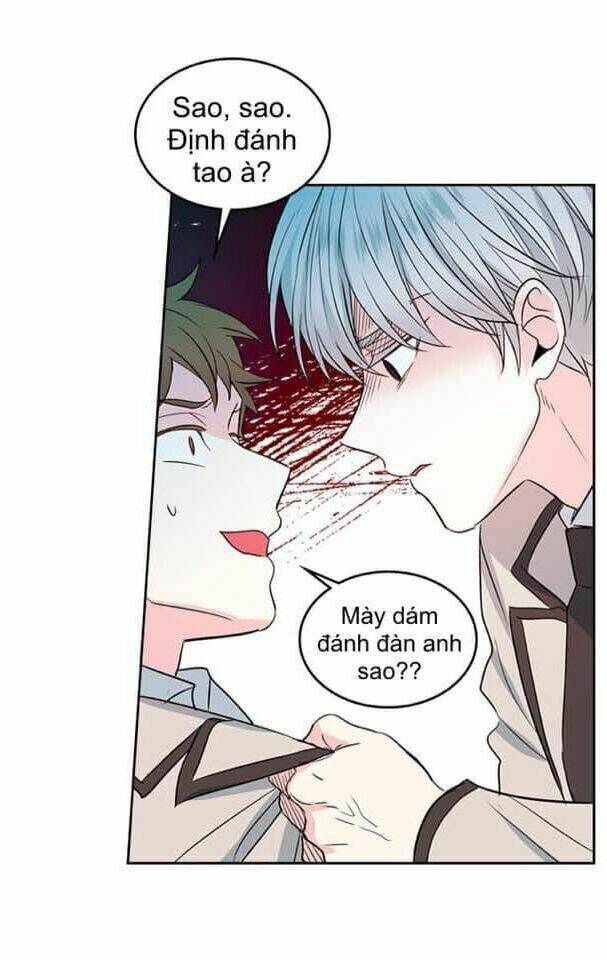 Sao, sao.
Định đánh
tao à?
Mày dám
đánh đàn anh
sao??